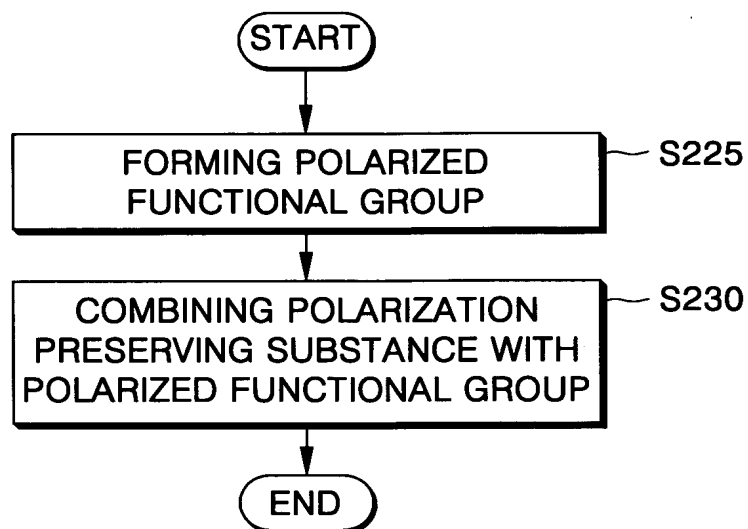 START
FORMING POLARIZED
FUNCTIONAL GROUP
S225
COMBINING POLARIZATION
PRESERVING SUBSTANCE WITH
POLARIZED FUNCTIONAL GROUP
S230
END